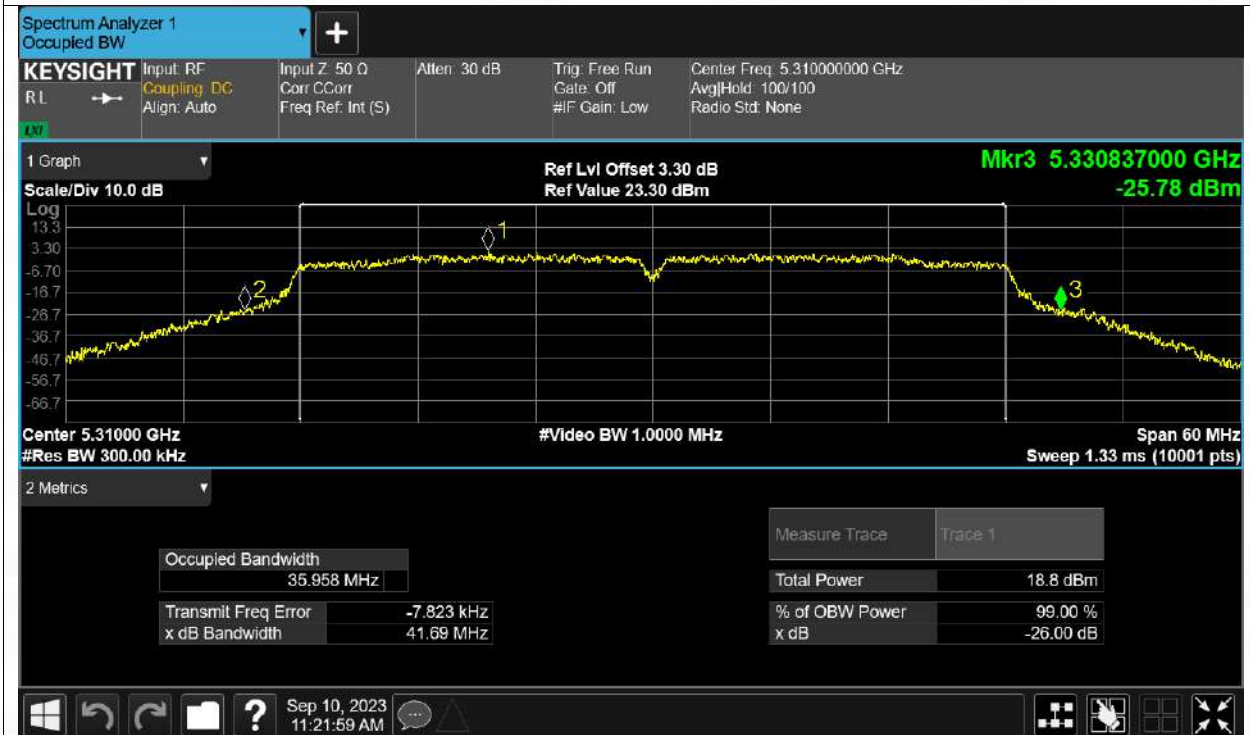 Spectrum Analyzer 1
Occupied BW
+
KEYSIGHT
R L
LXI
Input: RF
Coupling: DC
Align: Auto
Input Z: 50 Ω
Corr CCorr
Freq Ref: Int (S)
Atten: 30 dB
Trig: Free Run
Gate: Off
#IF Gain: Low
Center Freq: 5.310000000 GHz
Avg|Hold: 100/100
Radio Std: None
1 Graph
Scale/Div 10.0 dB
Ref Lvl Offset 3.30 dB
Ref Value 23.30 dBm
Mkr3 5.330837000 GHz
-25.78 dBm
Log
13.3
3.30
-6.70
-16.7
-26.7
-36.7
-46.7
-56.7
-66.7
1
2
3
Center 5.31000 GHz
#Res BW 300.00 kHz
#Video BW 1.0000 MHz
Span 60 MHz
Sweep 1.33 ms (10001 pts)
2 Metrics
Measure Trace Trace 1
Occupied Bandwidth
35.958 MHz
Total Power 18.8 dBm
Transmit Freq Error -7.823 kHz
% of OBW Power 99.00 %
x dB Bandwidth 41.69 MHz
x dB -26.00 dB
?
Sep 10, 2023
11:21:59 AM